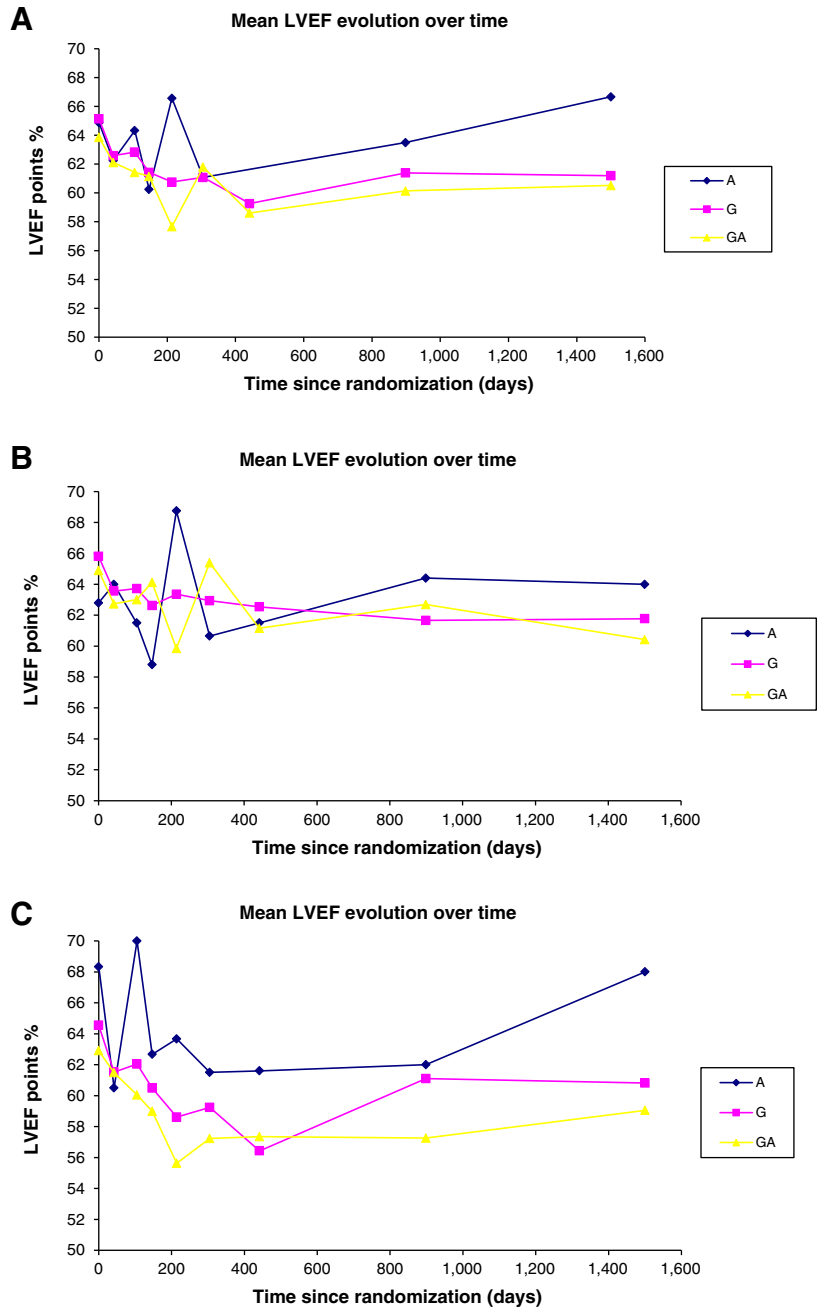 A
Mean LVEF evolution over time
70
68
66
64
62
60
58
56
54
52
50
LVEF points %
0 200 400 600 800 1,000 1,200 1,400 1,600
Time since randomization (days)
A
G
GA
B
Mean LVEF evolution over time
70
68
66
64
62
60
58
56
54
52
50
LVEF points %
0 200 400 600 800 1,000 1,200 1,400 1,600
Time since randomization (days)
A
G
GA
C
Mean LVEF evolution over time
70
68
66
64
62
60
58
56
54
52
50
LVEF points %
0 200 400 600 800 1,000 1,200 1,400 1,600
Time since randomization (days)
A
G
GA